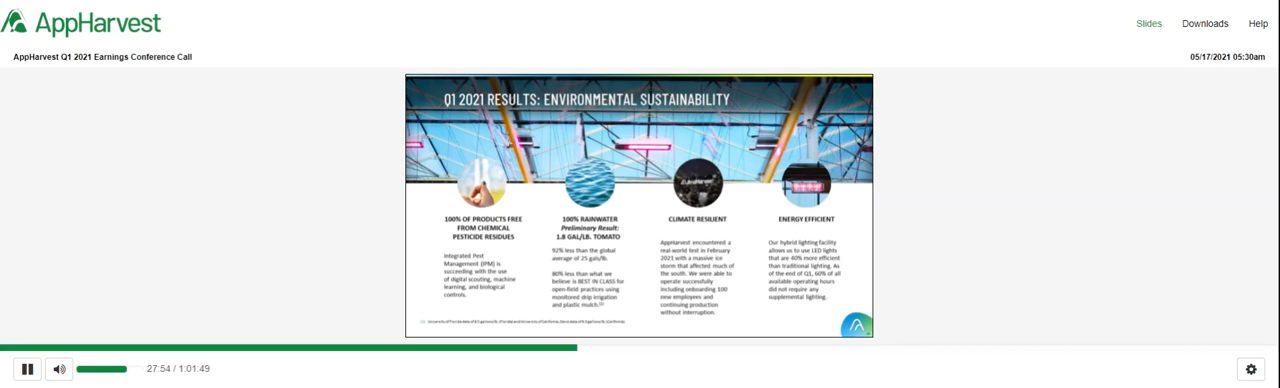 AppHarvest
Slides Downloads Help
AppHarvest Q1 2021 Earnings Conference Call
05/17/2021 05:30am
Q1 2021 RESULTS: ENVIRONMENTAL SUSTAINABILITY
100% OF PRODUCTS FREE
FROM CHEMICAL
PESTICIDE RESIDUES
Integrated Pest
Management (IPM) is
succeeding with the use
of digital scouting, machine
learning, and biological
controls.
100% RAINWATER
Preliminary Result:
1.8 GAL/LB. TOMATO
92% less than the global
average of 25 gals/lb.
80% less than what we
believe is BEST IN CLASS for
open-field practices using
monitored drip irrigation
and plastic mulch.(1)
CLIMATE RESILIENT
AppHarvest encountered a
real-world test in February
2021 with a massive ice
storm that affected much of
the south. We were able to
operate successfully
including onboarding 100
new employees and
continuing production
without interruption.
ENERGY EFFICIENT
Our hybrid lighting facility
allows us to use LED lights
that are 40% more efficient
than traditional lighting. As
of the end of Q1, 60% of all
available operating hours
did not require any
supplemental lighting.
27:54 / 1:01:49